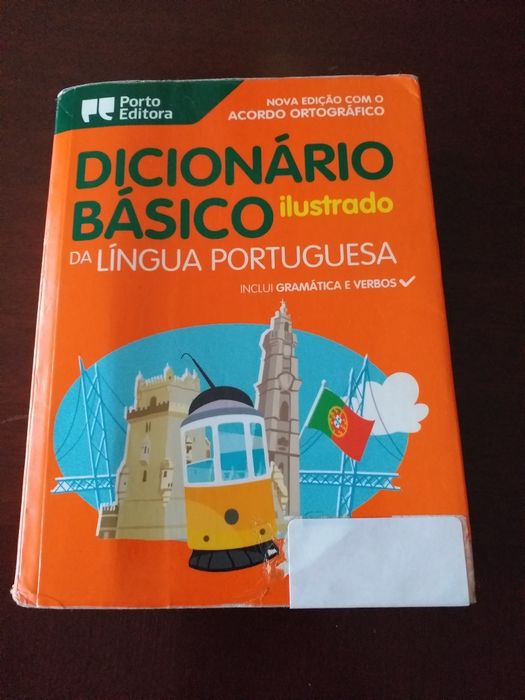 Porto
Editora
NOVA EDIÇÃO COM O
ACORDO ORTOGRÁFICO
DICIONÁRIO
BÁSICO ilustrado
DA LÍNGUA PORTUGUESA
INCLUI GRAMÁTICA E VERBOS